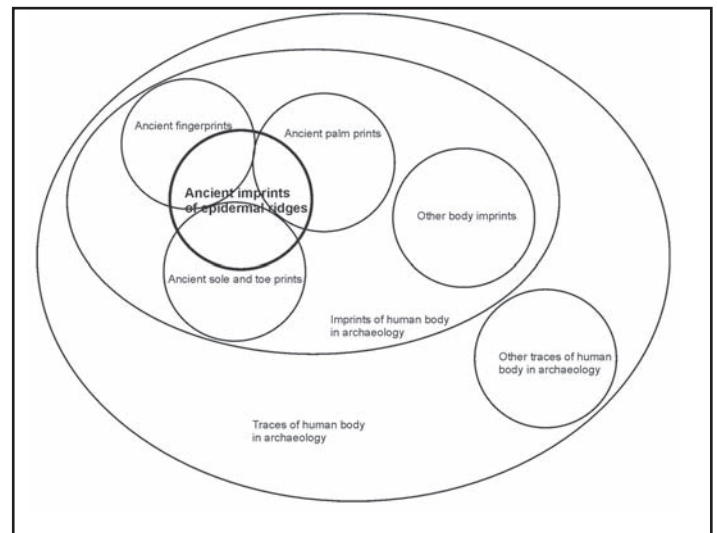 Ancient fingerprints
Ancient palm prints
Ancient imprints
of epidermal ridges
Other body imprints
Ancient sole and toe prints
Imprints of human body
in archaeology
Other traces of human
body in archaeology
Traces of human body
in archaeology